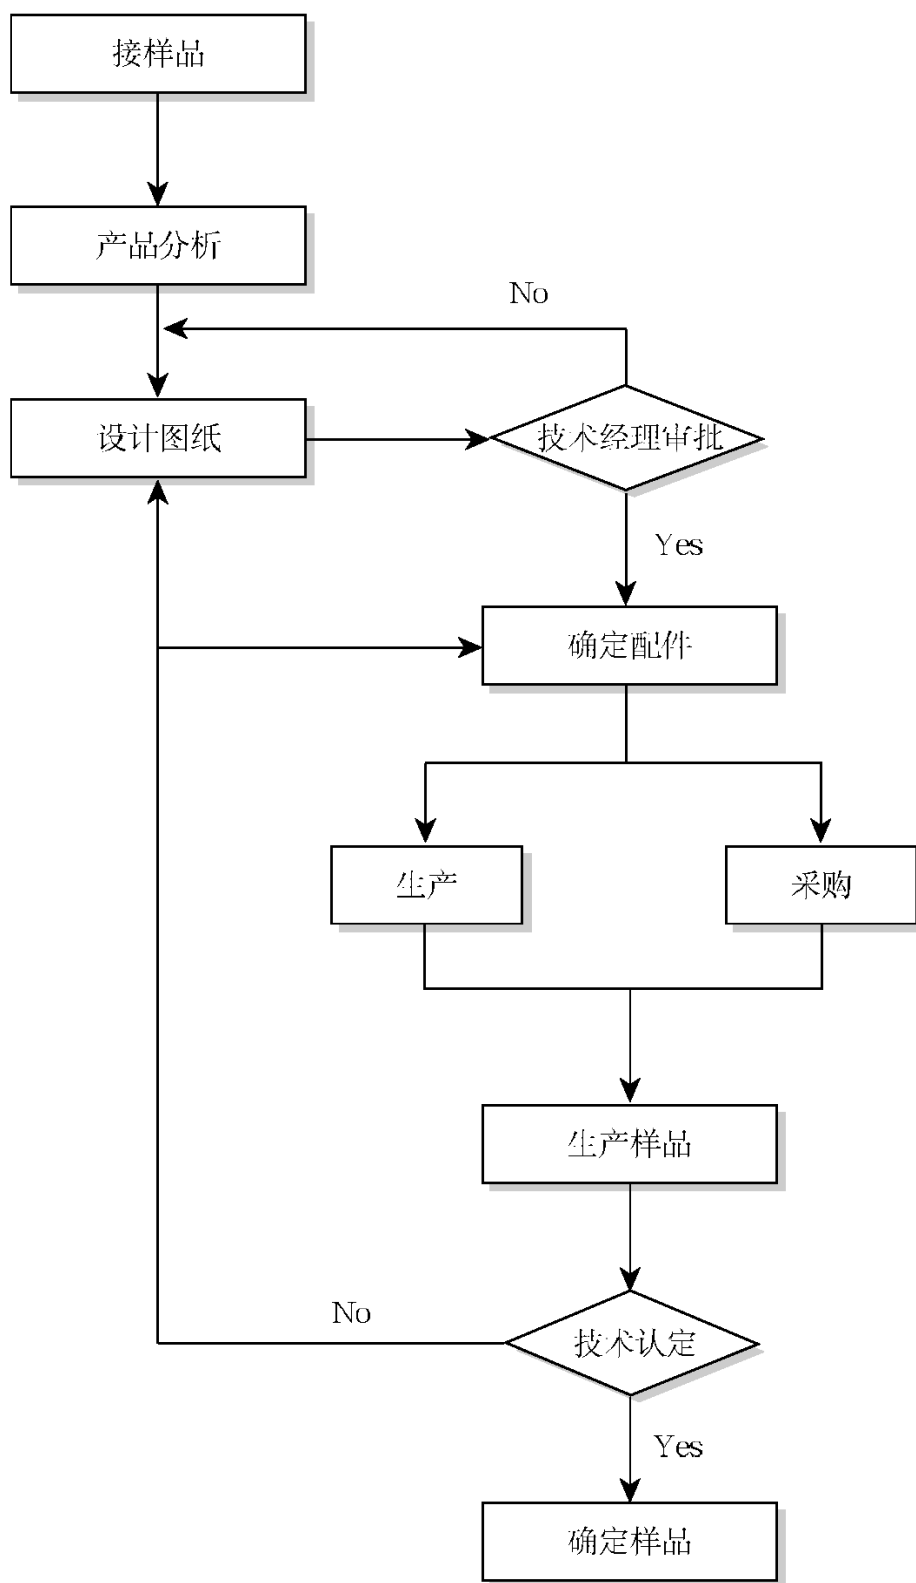 接样品
产品分析
No
设计图纸
技术经理审批
Yes
确定配件
生产
采购
生产样品
No
技术认定
Yes
确定样品